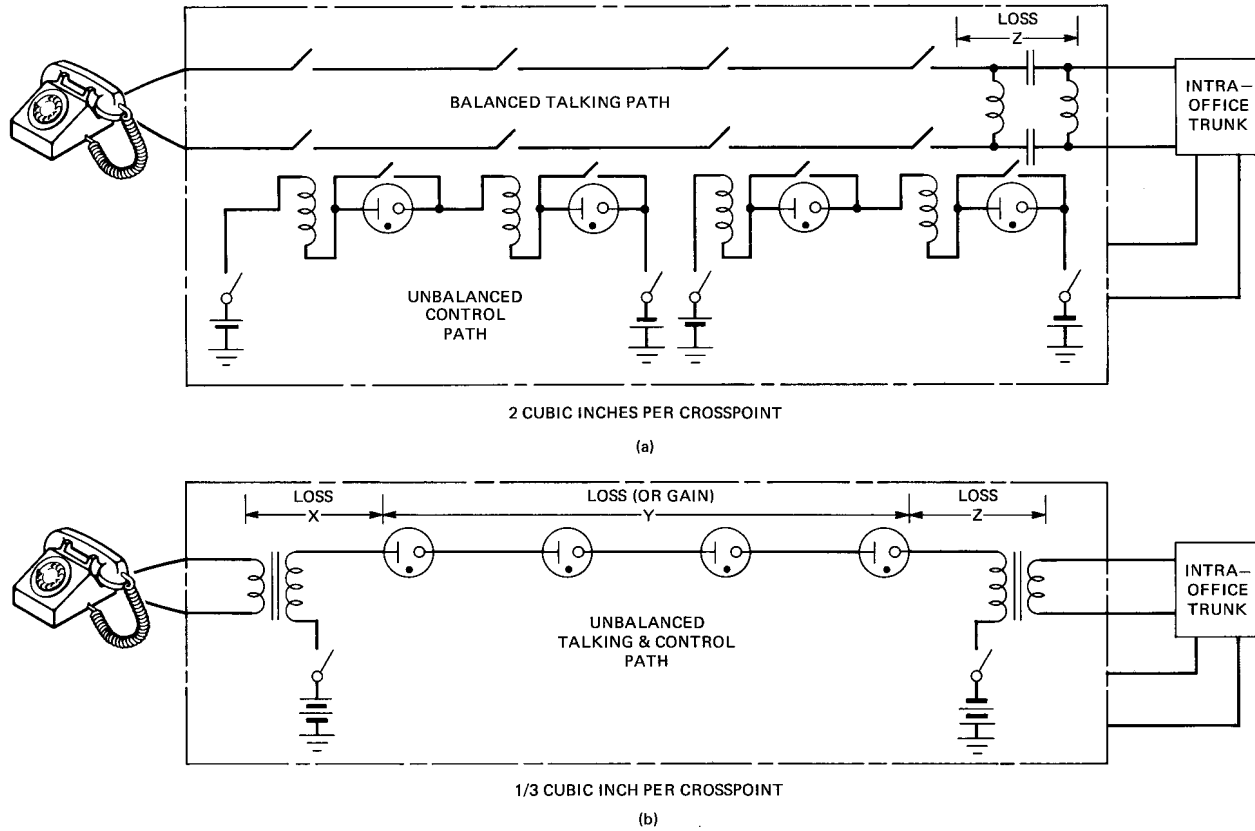 LOSS
Z
BALANCED TALKING PATH
INTRA-
OFFICE
TRUNK
UNBALANCED
CONTROL
PATH
2 CUBIC INCHES PER CROSSPOINT
(a)
LOSS
X
LOSS (OR GAIN)
Y
LOSS
Z
UNBALANCED
TALKING & CONTROL
PATH
INTRA-
OFFICE
TRUNK
1/3 CUBIC INCH PER CROSSPOINT
(b)